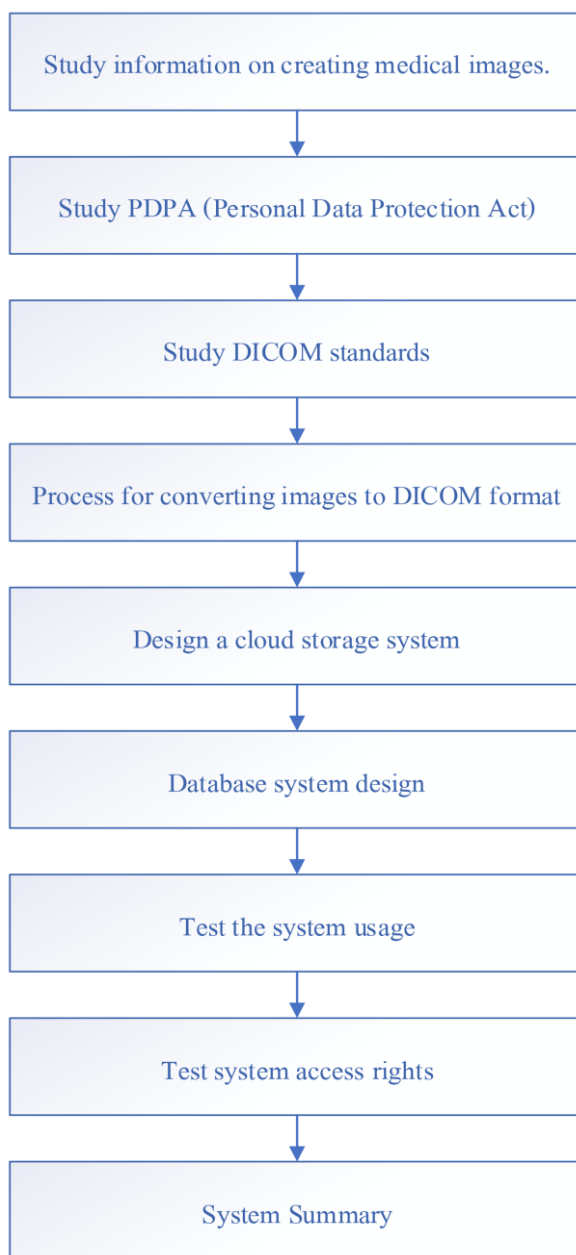 Study information on creating medical images.
Study PDPA (Personal Data Protection Act)
Study DICOM standards
Process for converting images to DICOM format
Design a cloud storage system
Database system design
Test the system usage
Test system access rights
System Summary